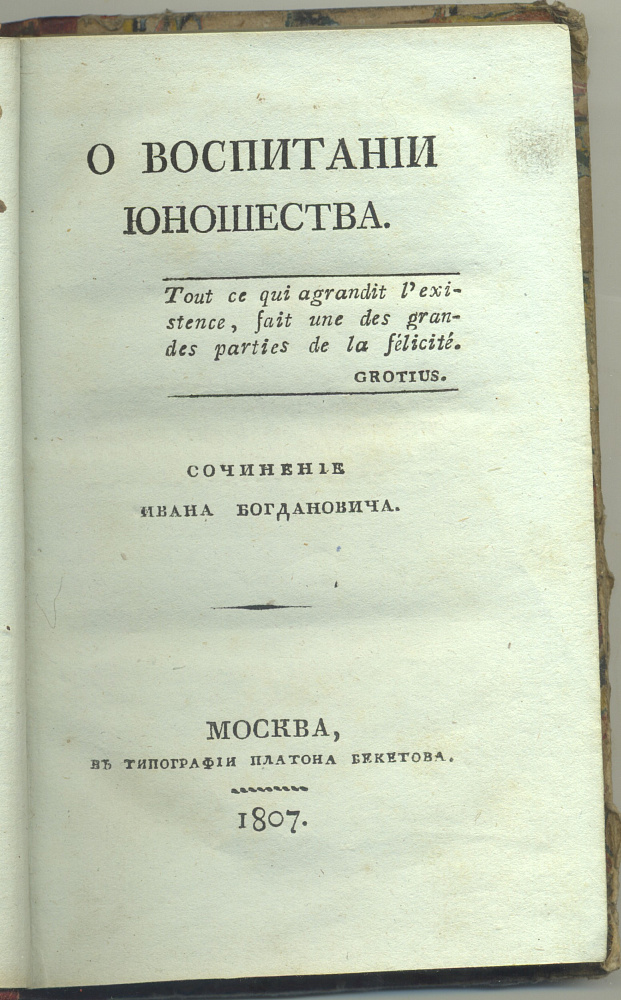 О ВОСПИТАНІИ
ЮНОШЕСТВА.
Tout ce qui agrandit l'exi-
stence, fait une des gran-
des parties de la félicité.
GROTIUS.
СОЧИНЕНІЕ
ИВАНА БОГДАНОВИЧА.
МОСКВА,
ВЪ ТИПОГРАФІИ ПЛАТОНА БЕКЕТОВА.
1807.